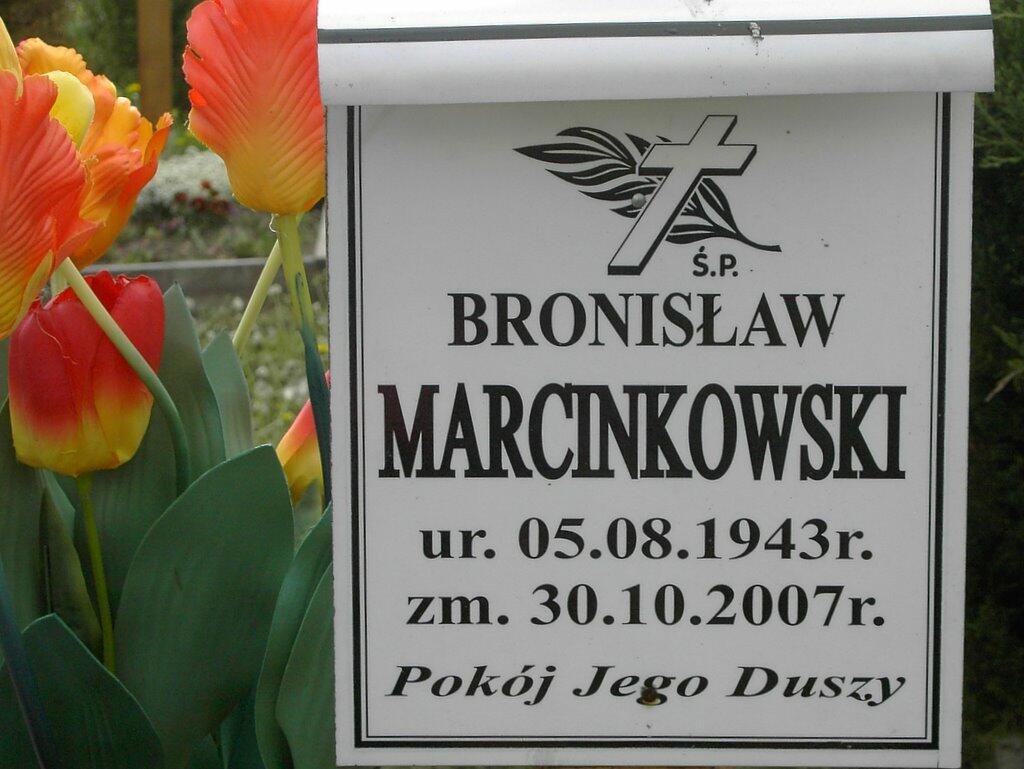 Ś.P.
BRONISŁAW
MARCINKOWSKI
ur. 05.08.1943r.
zm. 30.10.2007r.
Pokój Jego Duszy